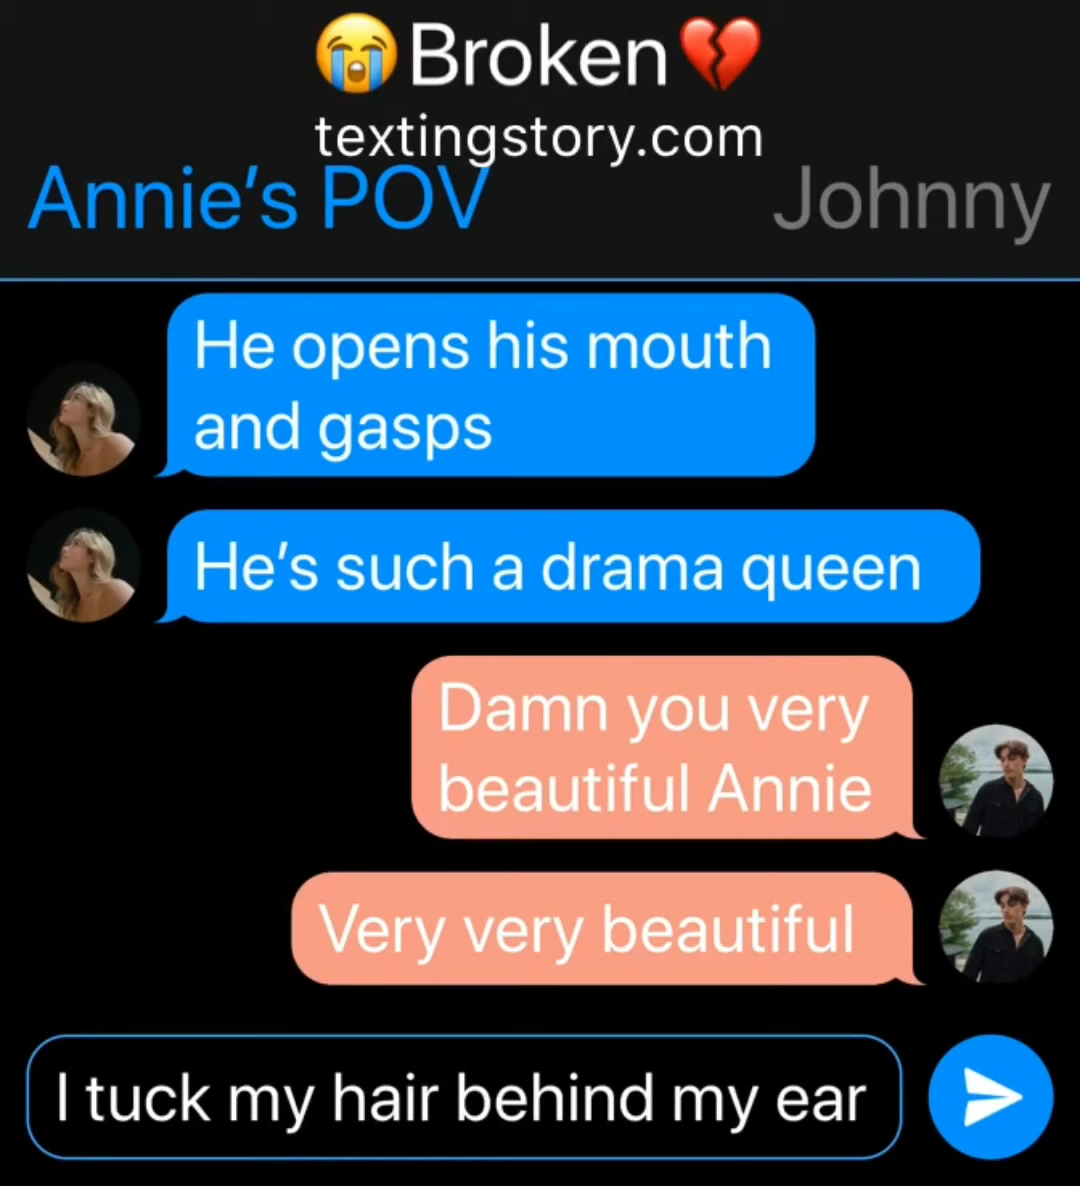 😭Broken💔
textingstory.com
Annie’s POV
Johnny
He opens his mouth
and gasps
He’s such a drama queen
Damn you very
beautiful Annie
Very very beautiful
I tuck my hair behind my ear